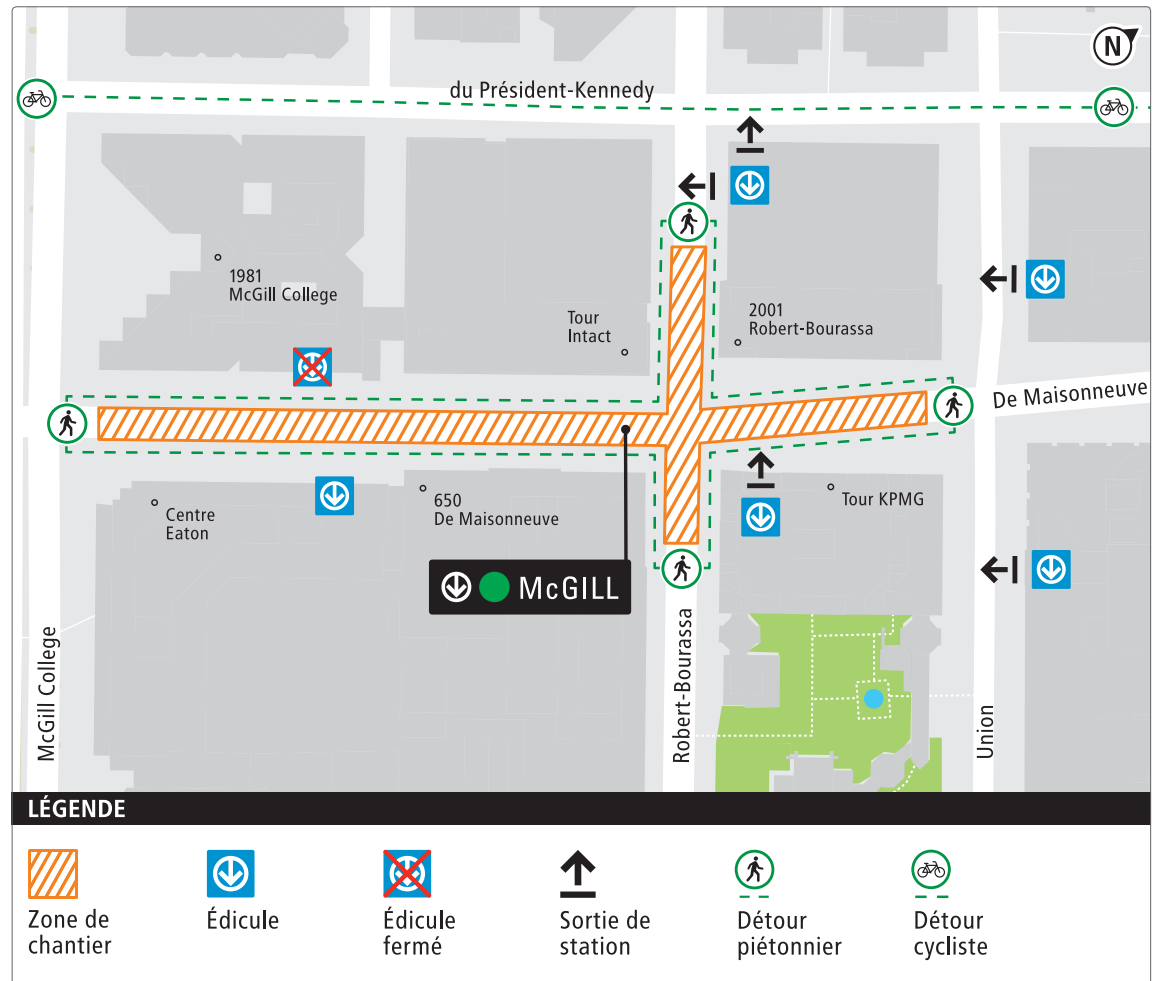 N
du Président-Kennedy
1981
McGill College
Tour
Intact
2001
Robert-Bourassa
De Maisonneuve
Centre
Eaton
650
De Maisonneuve
Tour KPMG
McGILL
McGill College
Robert-Bourassa
Union
LÉGENDE
Zone de
chantier
Édicule
Édicule
fermé
Sortie de
station
Détour
piétonnier
Détour
cycliste